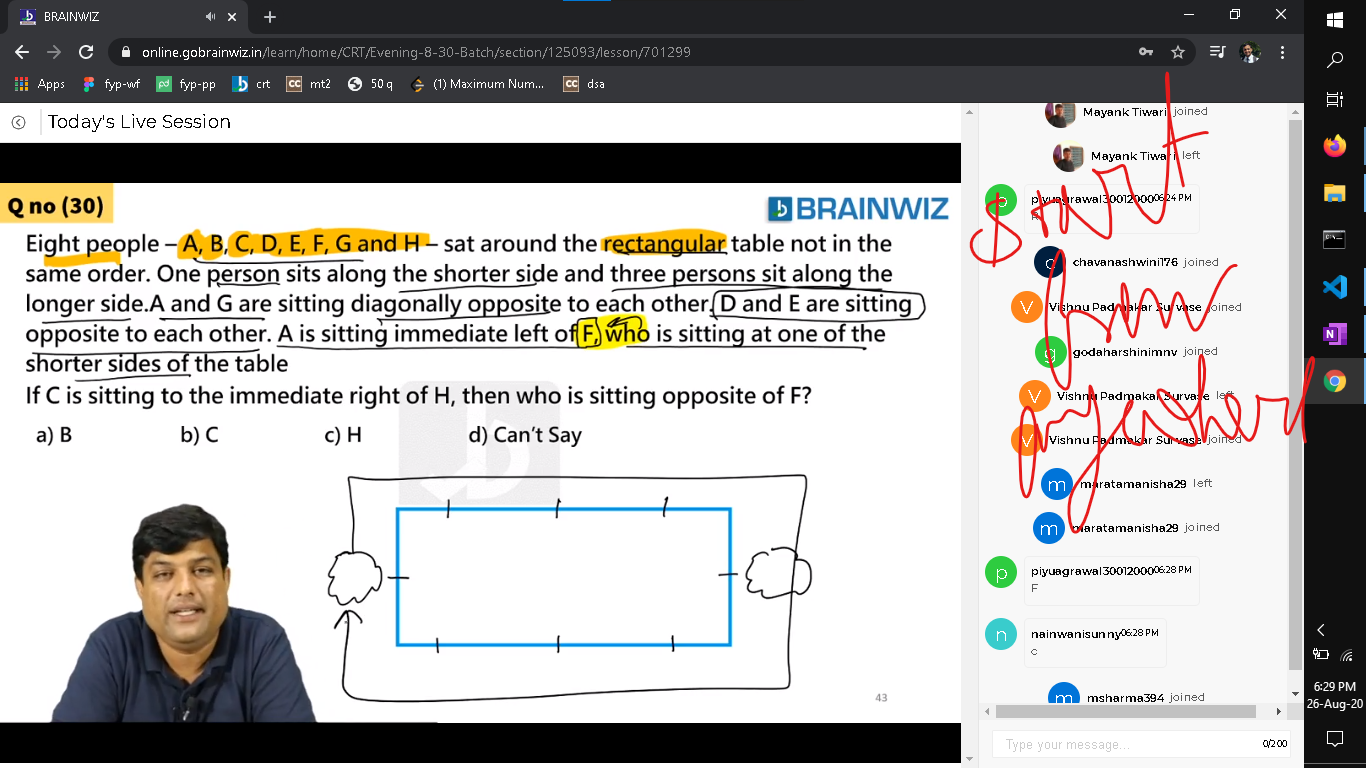 BRAINWIZ
online.gobrainwiz.in/learn/home/CRT/Evening-8-30-Batch/section/125093/lesson/701299
Apps fyp-wf fyp-pp crt mt2 50 q (1) Maximum Num... dsa
Today's Live Session
Q no (30)
BRAINWIZ
Eight people – A, B, C, D, E, F, G and H – sat around the rectangular table not in the
same order. One person sits along the shorter side and three persons sit along the
longer side.A and G are sitting diagonally opposite to each other. D and E are sitting
opposite to each other. A is sitting immediate left of F, who is sitting at one of the
shorter sides of the table
If C is sitting to the immediate right of H, then who is sitting opposite of F?
a) B b) C c) H d) Can't Say
43
Mayank Tiwari joined
Mayank Tiwari left
piyuagrawal30012000 06:24 PM
chavanashwini176 joined
Vishnu Padmakar Survase joined
godaharshinimnv joined
Vishnu Padmakar Survase left
Vishnu Padmakar Survase joined
maratamanisha29 left
maratamanisha29 joined
piyuagrawal30012000 06:28 PM
F
nainwanisunny 06:28 PM
c
msharma394 joined
Type your message...
0/200
6:29 PM
26-Aug-20